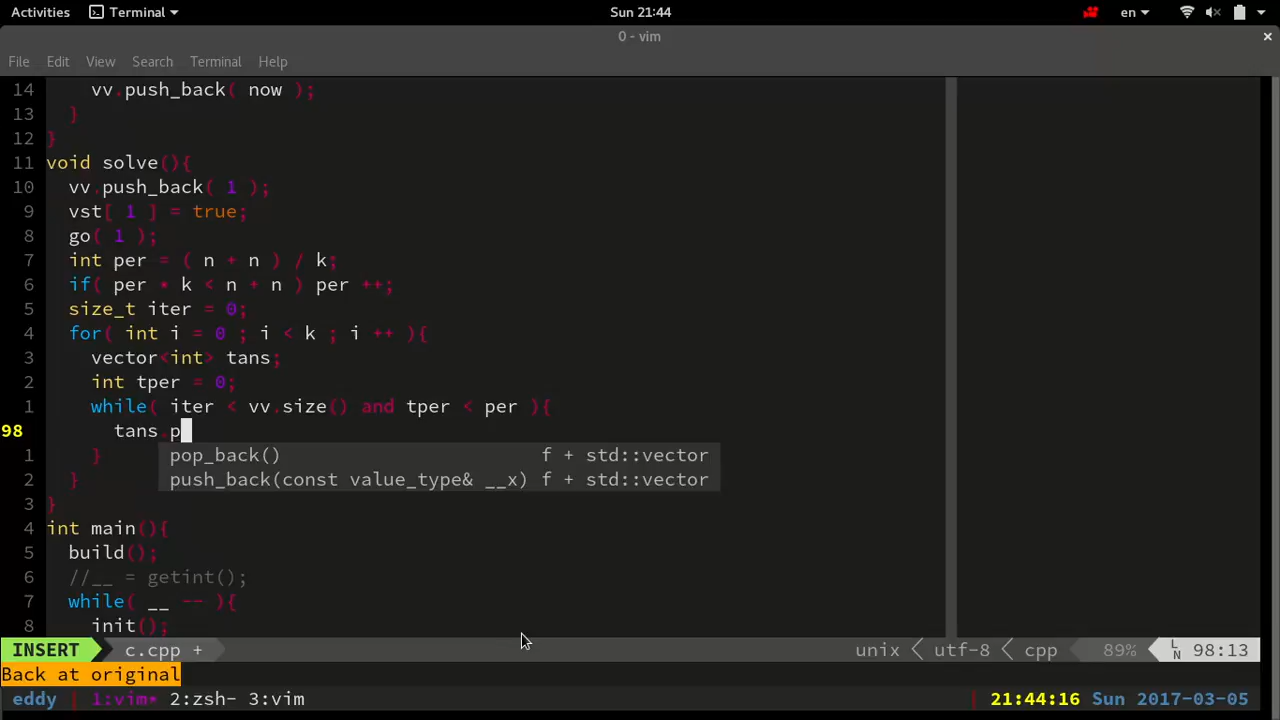 Activities Terminal Sun 21:44 en
0 - vim ×
File Edit View Search Terminal Help
14 vv.push_back( now );
13 }
12 }
11 void solve(){
10 vv.push_back( 1 );
9 vst[ 1 ] = true;
8 go( 1 );
7 int per = ( n + n ) / k;
6 if( per * k < n + n ) per ++;
5 size_t iter = 0;
4 for( int i = 0 ; i < k ; i ++ ){
3 vector<int> tans;
2 int tper = 0;
1 while( iter < vv.size() and tper < per ){
98 tans.p
1 } pop_back() f + std::vector
2 } push_back(const value_type& __x) f + std::vector
3 }
4 int main(){
5 build();
6 //__ = getint();
7 while( __ -- ){
8 init();
INSERT c.cpp + unix < utf-8 < cpp 89% LN 98:13
Back at original
eddy 1:vim* 2:zsh- 3:vim 21:44:16 Sun 2017-03-05